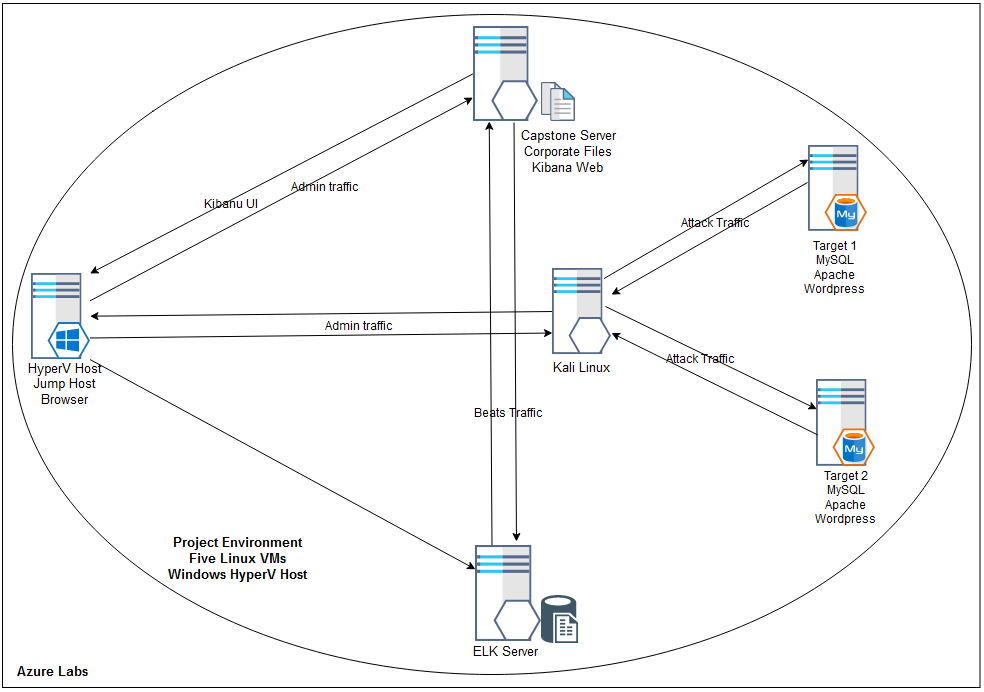 Capstone Server
Corporate Files
Kibana Web
Admin traffic
Kibanu UI
Attack Traffic
My
Target 1
MySQL
Apache
Wordpress
HyperV Host
Jump Host
Browser
Admin traffic
Kali Linux
Attack Traffic
Beats Traffic
My
Target 2
MySQL
Apache
Wordpress
Project Environment
Five Linux VMs
Windows HyperV Host
ELK Server
Azure Labs